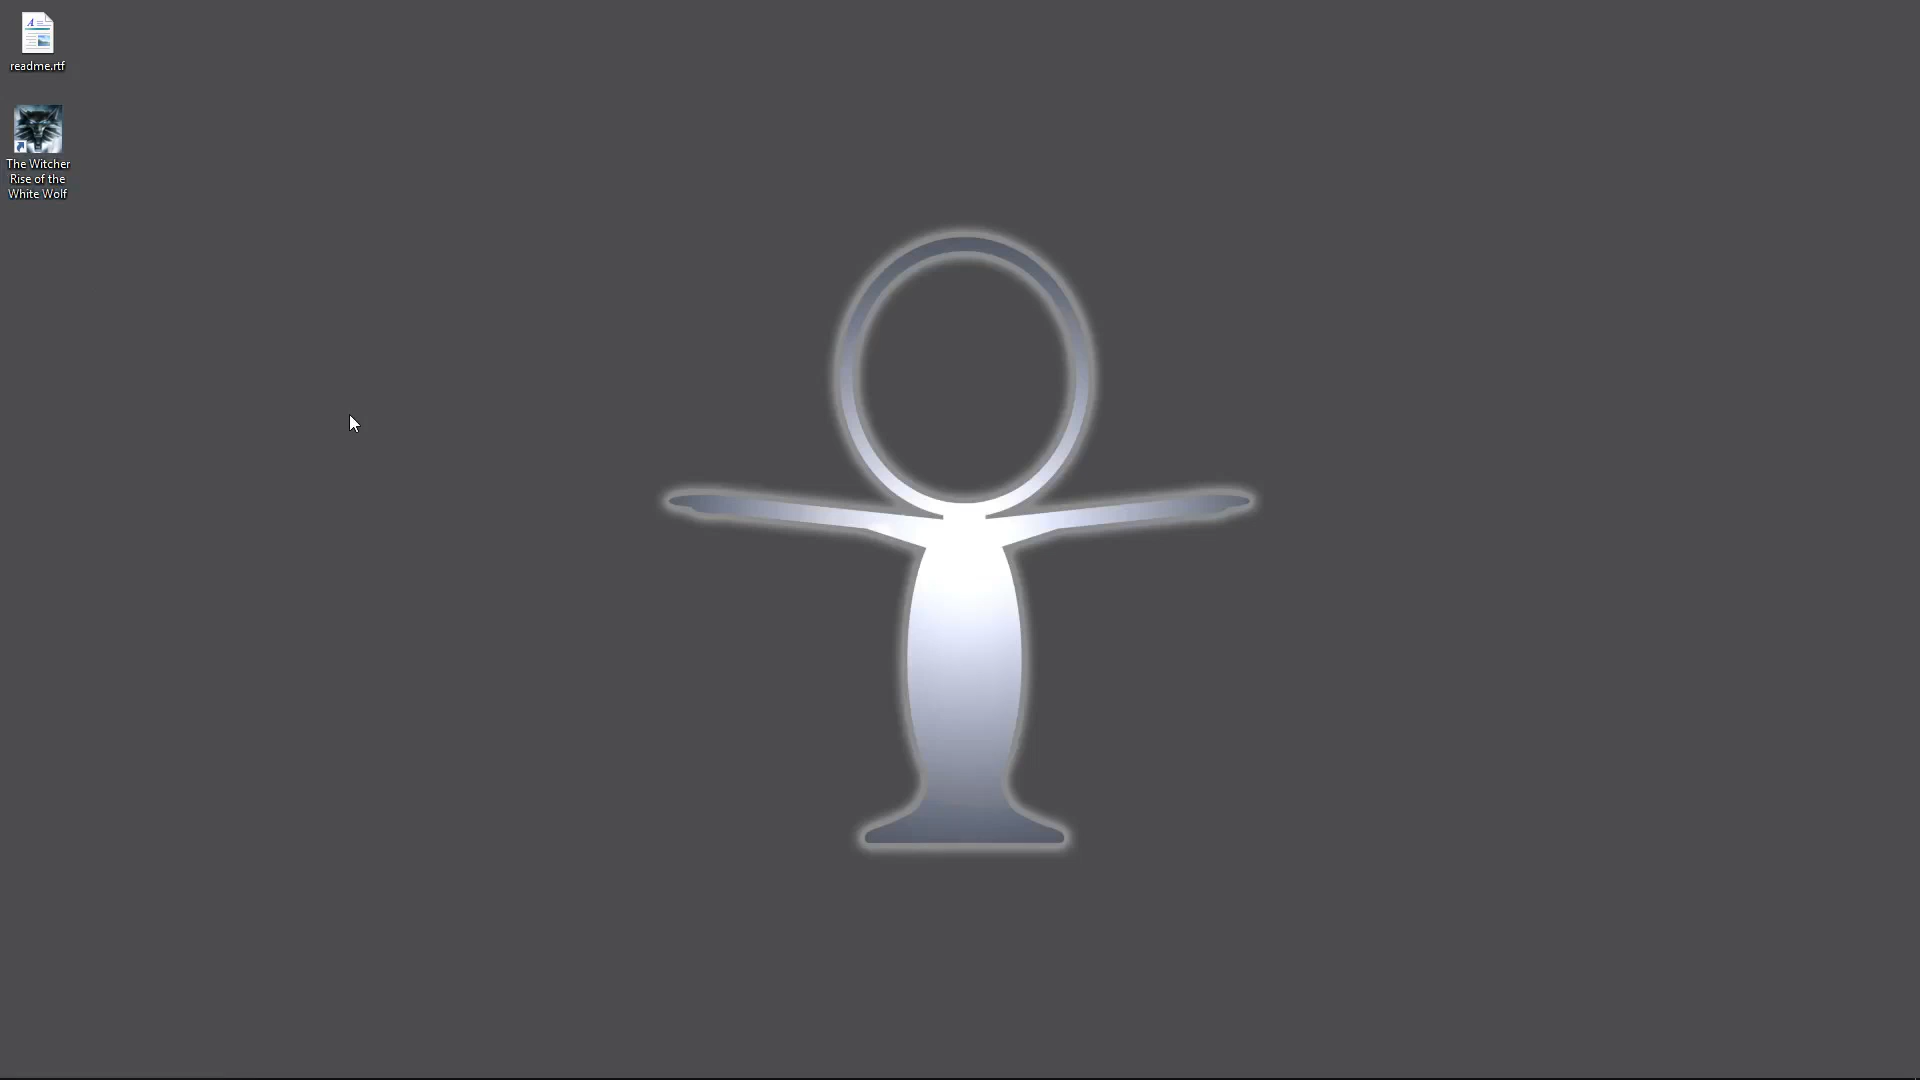 readme.rtf
The Witcher
Rise of the
White Wolf